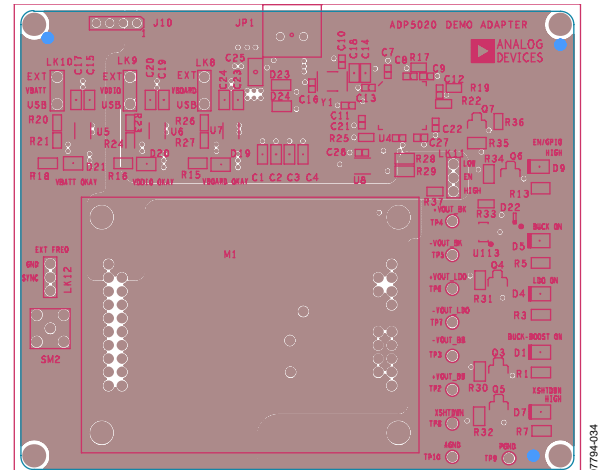 J10
JP1
ADP5020 DEMO ADAPTER
ANALOG
DEVICES
LK10
C17
C15
LK9
C20
C19
LK8
C24
C23
C25
D23
D24
C10
C18
C14
C7
C8
R17
C9
C12
R19
R22
C13
C16
Y1
EXT
VBATT
USB
EXT
VDDIO
USB
EXT
VBOARD
USB
R20
R21
U5
R24
U6
R26
R27
U7
C11
C21
R25
U4
C22
C27
Q7
R36
R35
C26
R18
D21
R16
D20
R15
D19
VBATT OKAY
VDDIO OKAY
VBOARD OKAY
C1 C2 C3 C4
U8
R28
R29
LK11
LOW
EN
HIGH
R34
Q6
EN/GPIO
HIGH
D9
R13
R37
R33
D22
+VOUT_BK
TP4
-VOUT_BK
TP5
U113
BUCK ON
D5
R5
M1
EXT FREQ
GND
SYNC
LK12
SM2
+VOUT_LDO
TP6
Q4
R31
LDO ON
D4
R3
-VOUT_LDO
TP7
-VOUT_BB
TP3
BUCK-BOOST ON
Q3
D1
R1
+VOUT_BB
TP2
R30
Q5
XSHTDWN
HIGH
D7
R7
XSHTDWN
TP8
R32
AGND
TP10
PGND
TP9
7794-034